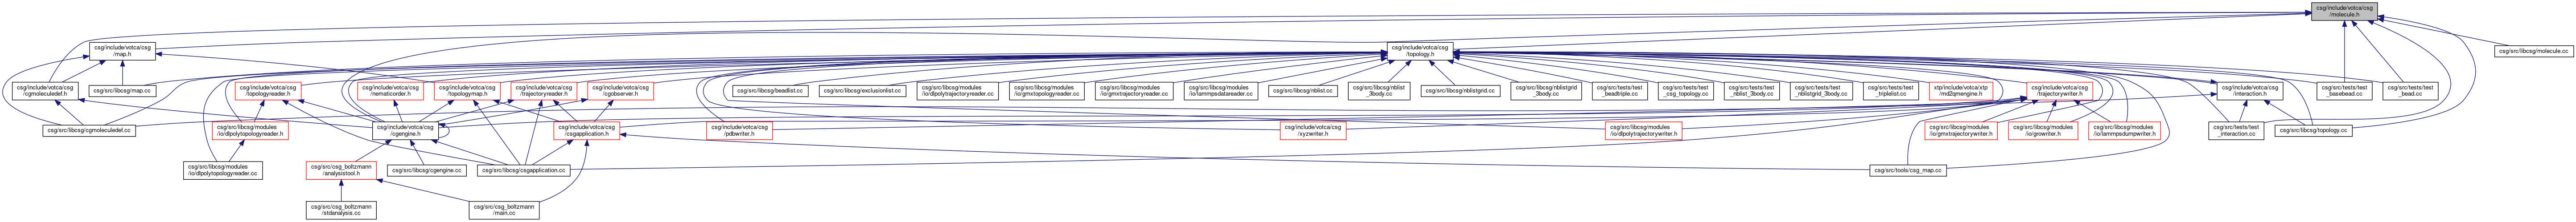 csg/include/votca/csg
/molecule.h
csg/include/votca/csg
/map.h
csg/include/votca/csg
/topology.h
csg/src/libcsg/molecule.cc
csg/include/votca/csg
/cgmoleculedef.h
csg/src/libcsg/map.cc
csg/include/votca/csg
/topologyreader.h
csg/include/votca/csg
/nematicorder.h
csg/include/votca/csg
/topologymap.h
csg/include/votca/csg
/trajectoryreader.h
csg/include/votca/csg
/cgobserver.h
csg/src/libcsg/beadlist.cc
csg/src/libcsg/exclusionlist.cc
csg/src/libcsg/modules
/io/dlpolytrajectoryreader.cc
csg/src/libcsg/modules
/io/gmxtopologyreader.cc
csg/src/libcsg/modules
/io/gmxtrajectoryreader.cc
csg/src/libcsg/modules
/io/lammpsdatareader.cc
csg/src/libcsg/nblist.cc
csg/src/libcsg/nblist
_3body.cc
csg/src/libcsg/nblistgrid.cc
csg/src/libcsg/nblistgrid
_3body.cc
csg/src/tests/test
_beadtriple.cc
csg/src/tests/test
_csg_topology.cc
csg/src/tests/test
_nblist_3body.cc
csg/src/tests/test
_nblistgrid_3body.cc
csg/src/tests/test
_triplelist.cc
xtp/include/votca/xtp
/md2qmengine.h
csg/include/votca/csg
/trajectorywriter.h
csg/include/votca/csg
/interaction.h
csg/src/tests/test
_basebead.cc
csg/src/tests/test
_bead.cc
csg/src/libcsg/cgmoleculedef.cc
csg/src/libcsg/modules
/io/dlpolytopologyreader.h
csg/include/votca/csg
/cgengine.h
csg/include/votca/csg
/csgapplication.h
csg/include/votca/csg
/pdbwriter.h
csg/include/votca/csg
/xyzwriter.h
csg/src/libcsg/modules
/io/dlpolytrajectorywriter.h
csg/src/libcsg/modules
/io/gmxtrajectorywriter.h
csg/src/libcsg/modules
/io/growriter.h
csg/src/libcsg/modules
/io/lammpsdumpwriter.h
csg/src/tests/test
_interaction.cc
csg/src/libcsg/topology.cc
csg/src/libcsg/modules
/io/dlpolytopologyreader.cc
csg/src/csg_boltzmann
/analysistool.h
csg/src/libcsg/cgengine.cc
csg/src/libcsg/csgapplication.cc
csg/src/tools/csg_map.cc
csg/src/csg_boltzmann
/stdanalysis.cc
csg/src/csg_boltzmann
/main.cc